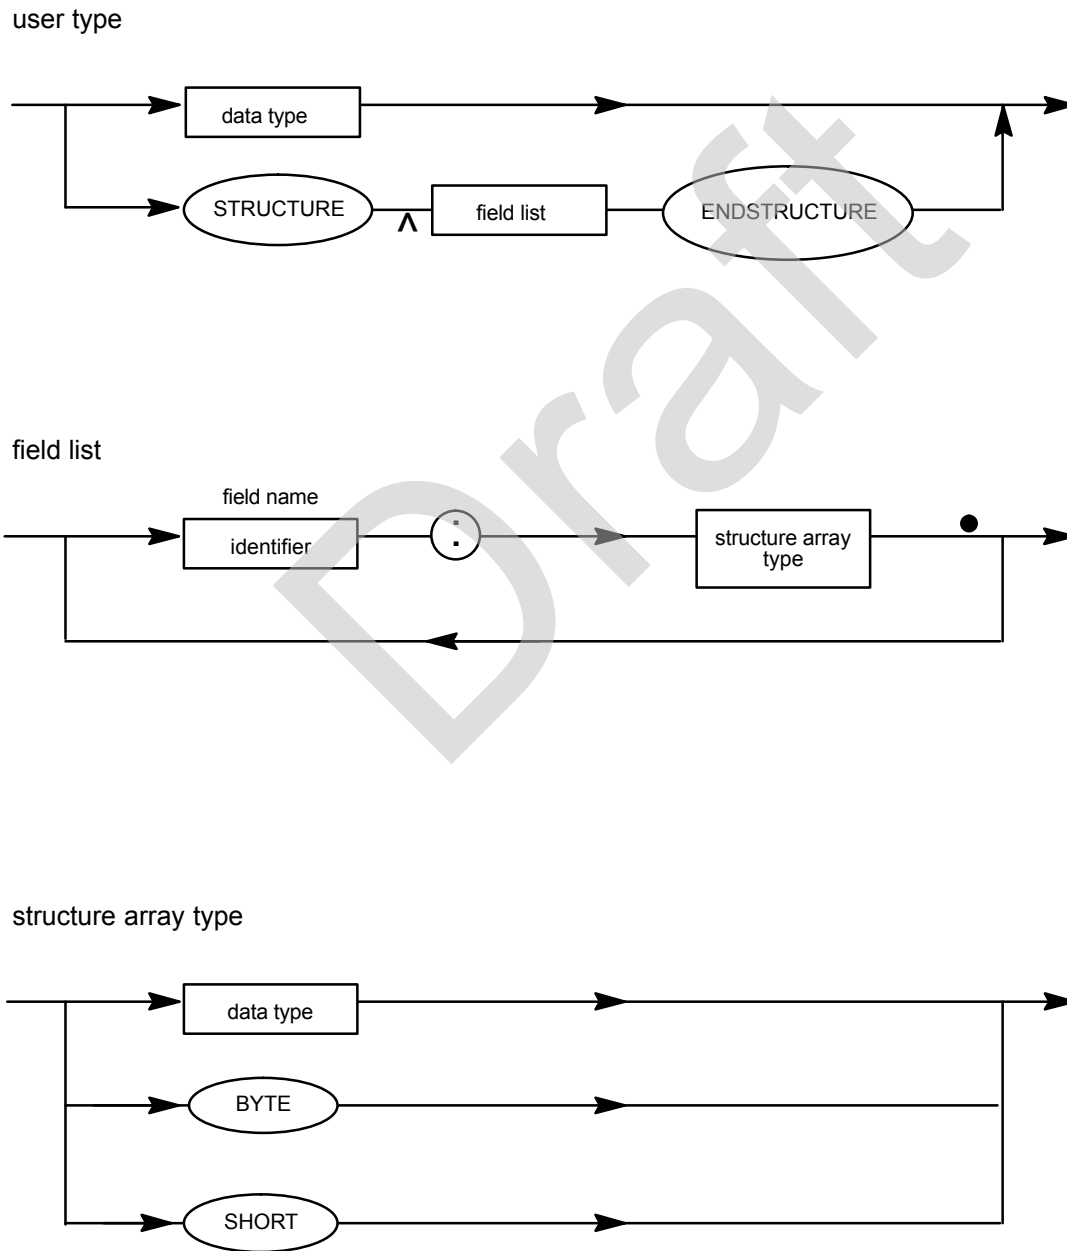 user type
data type
STRUCTURE
^
field list
ENDSTRUCTURE
field list
field name
identifier
:
structure array
type
structure array type
data type
BYTE
SHORT
Draft